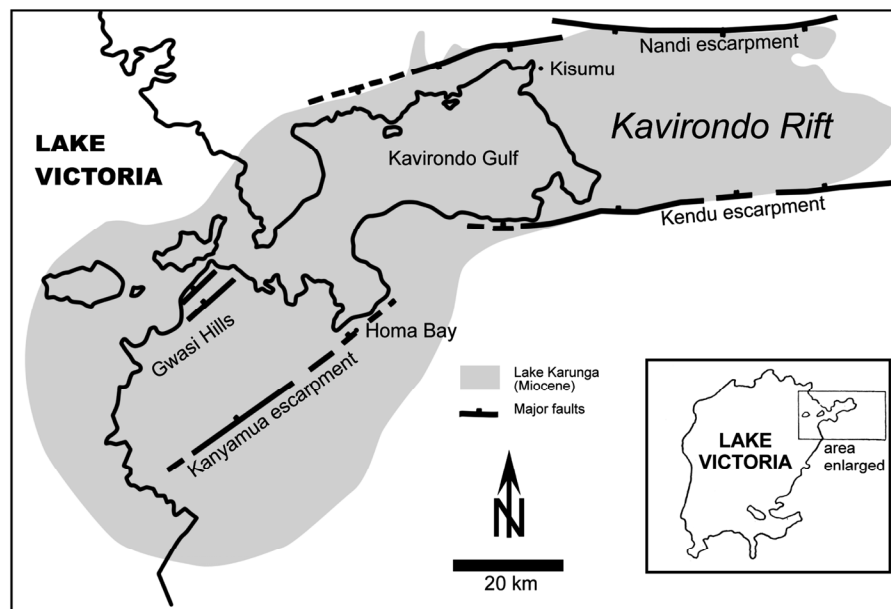 Nandi escarpment
Kisumu
Kavirondo Rift
LAKE
VICTORIA
Kavirondo Gulf
Kendu escarpment
Gwasi Hills
Homa Bay
Kanyamua escarpment
Lake Karunga
(Miocene)
Major faults
N
20 km
LAKE
VICTORIA
area
enlarged